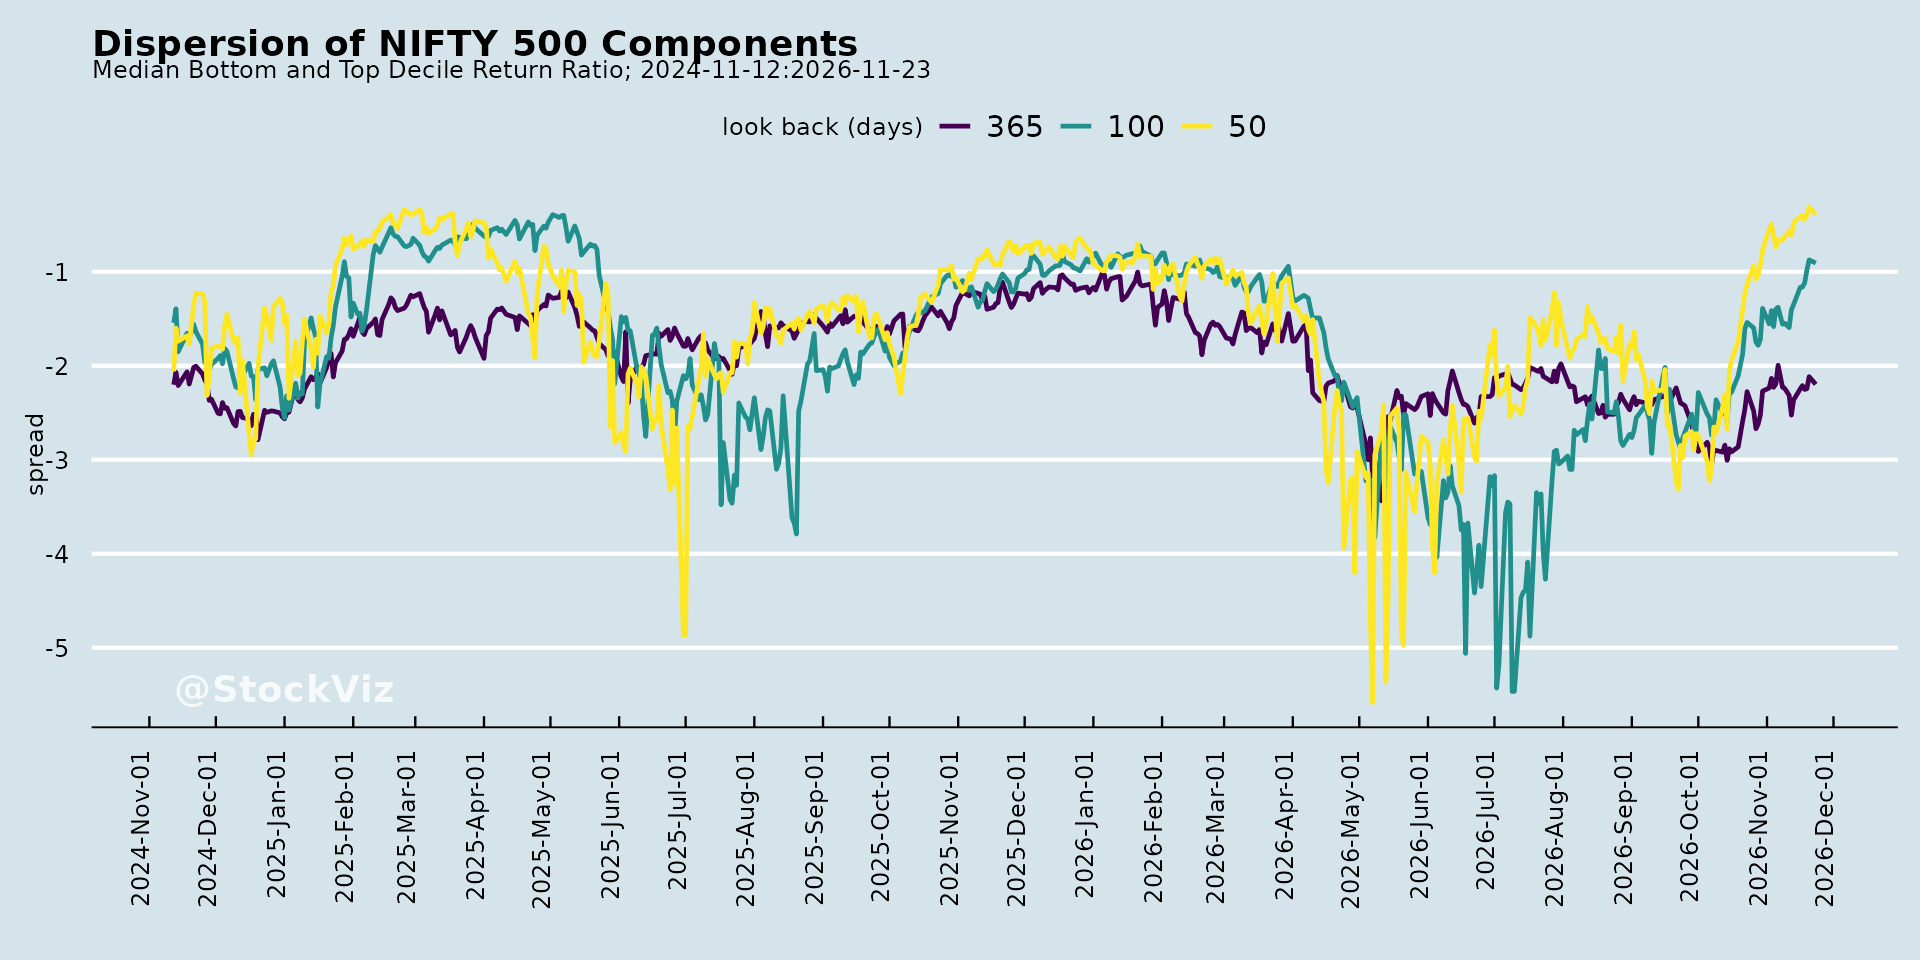 Dispersion of NIFTY 500 Components
Median Bottom and Top Decile Return Ratio; 2024-11-12:2026-11-23
look back (days) 365 100 50
spread
-1
-2
-3
-4
-5
@StockViz
2024-Nov-01
2024-Dec-01
2025-Jan-01
2025-Feb-01
2025-Mar-01
2025-Apr-01
2025-May-01
2025-Jun-01
2025-Jul-01
2025-Aug-01
2025-Sep-01
2025-Oct-01
2025-Nov-01
2025-Dec-01
2026-Jan-01
2026-Feb-01
2026-Mar-01
2026-Apr-01
2026-May-01
2026-Jun-01
2026-Jul-01
2026-Aug-01
2026-Sep-01
2026-Oct-01
2026-Nov-01
2026-Dec-01